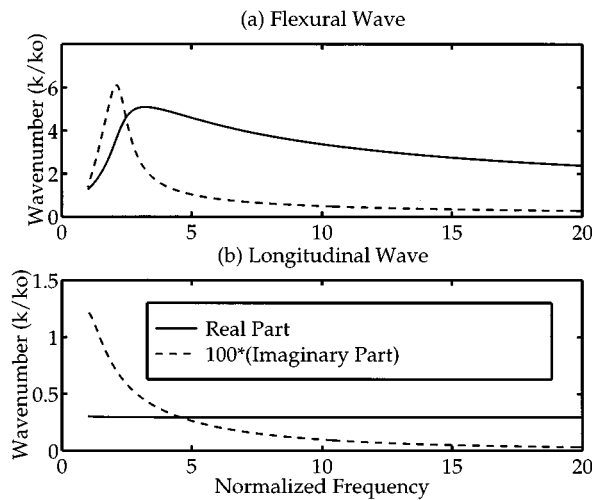 (a) Flexural Wave
Wavenumber (k/ko)
6
4
2
0
0
5
10
15
20
(b) Longitudinal Wave
Wavenumber (k/ko)
1.5
1
0.5
0
Real Part
100*(Imaginary Part)
0
5
10
15
20
Normalized Frequency